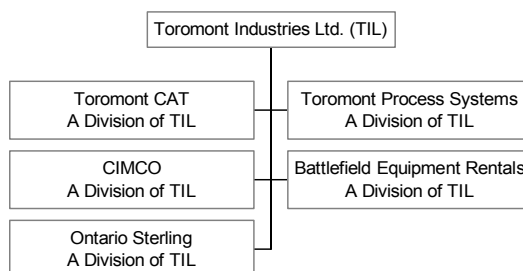 Toromont Industries Ltd. (TIL)
Toromont CAT
A Division of TIL
Toromont Process Systems
A Division of TIL
CIMCO
A Division of TIL
Battlefield Equipment Rentals
A Division of TIL
Ontario Sterling
A Division of TIL